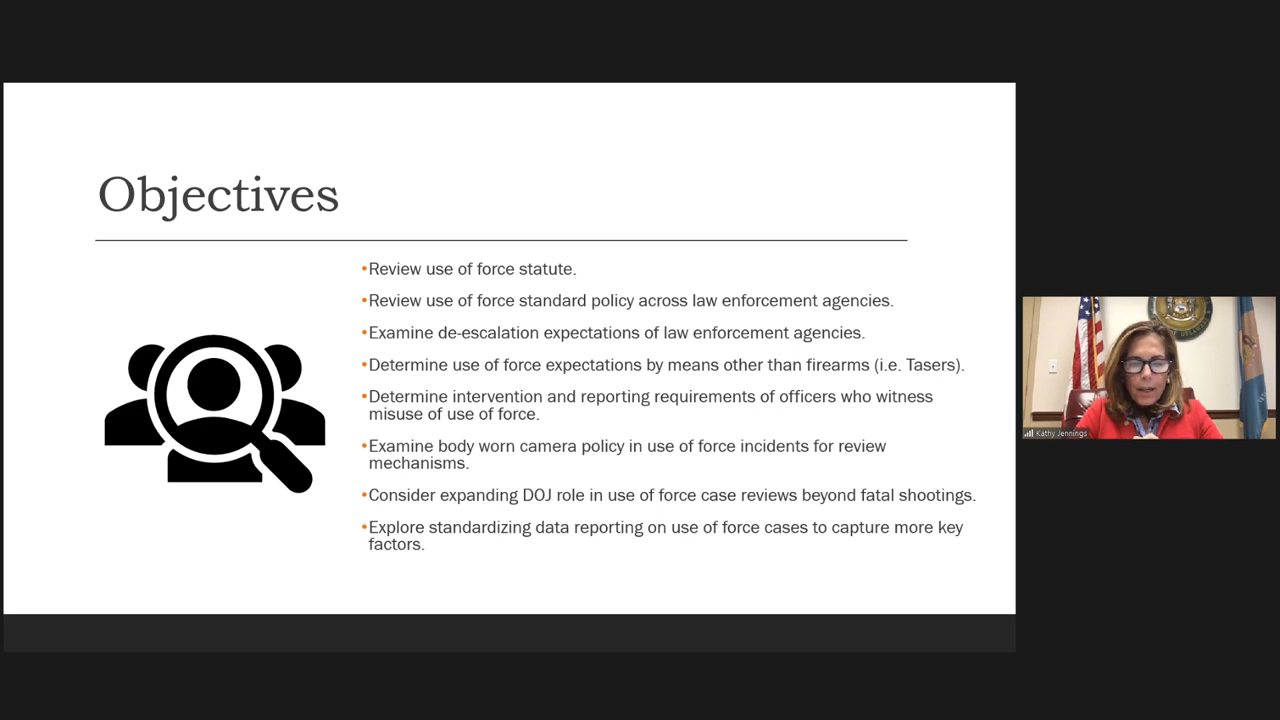 Objectives
•Review use of force statute.
•Review use of force standard policy across law enforcement agencies.
•Examine de-escalation expectations of law enforcement agencies.
•Determine use of force expectations by means other than firearms (i.e. Tasers).
•Determine intervention and reporting requirements of officers who witness
misuse of use of force.
•Examine body worn camera policy in use of force incidents for review
mechanisms.
•Consider expanding DOJ role in use of force case reviews beyond fatal shootings.
•Explore standardizing data reporting on use of force cases to capture more key
factors.
Kathy Jennings